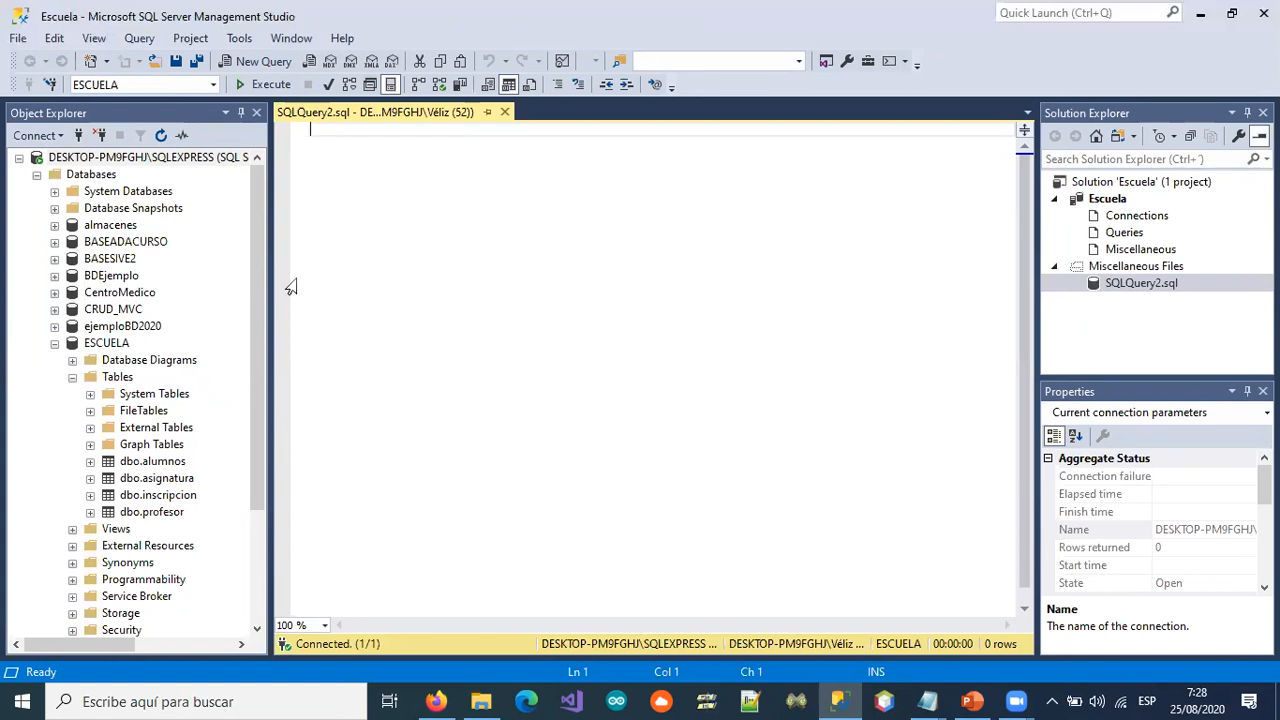 Escuela - Microsoft SQL Server Management Studio
Quick Launch (Ctrl+Q)
File Edit View Query Project Tools Window Help
New Query
ESCUELA
Execute
Object Explorer
Connect
DESKTOP-PM9FGHJ\SQLEXPRESS (SQL S
Databases
System Databases
Database Snapshots
almacenes
BASEADACURSO
BASESIVE2
BDEjemplo
CentroMedico
CRUD_MVC
ejemploBD2020
ESCUELA
Database Diagrams
Tables
System Tables
FileTables
External Tables
Graph Tables
dbo.alumnos
dbo.asignatura
dbo.inscripcion
dbo.profesor
Views
External Resources
Synonyms
Programmability
Service Broker
Storage
Security
SQLQuery2.sql - DE...M9FGHJ\Véliz (52))
100 %
Connected. (1/1)
DESKTOP-PM9FGHJ\SQLEXPRESS ...
DESKTOP-PM9FGHJ\Véliz ...
ESCUELA
00:00:00
0 rows
Solution Explorer
Search Solution Explorer (Ctrl+´)
Solution 'Escuela' (1 project)
Escuela
Connections
Queries
Miscellaneous
Miscellaneous Files
SQLQuery2.sql
Properties
Current connection parameters
Aggregate Status
Connection failure
Elapsed time
Finish time
Name DESKTOP-PM9FGHJ\
Rows returned 0
Start time
State Open
Name
The name of the connection.
Ready
Ln 1
Col 1
Ch 1
INS
Escribe aquí para buscar
ESP
7:28
25/08/2020